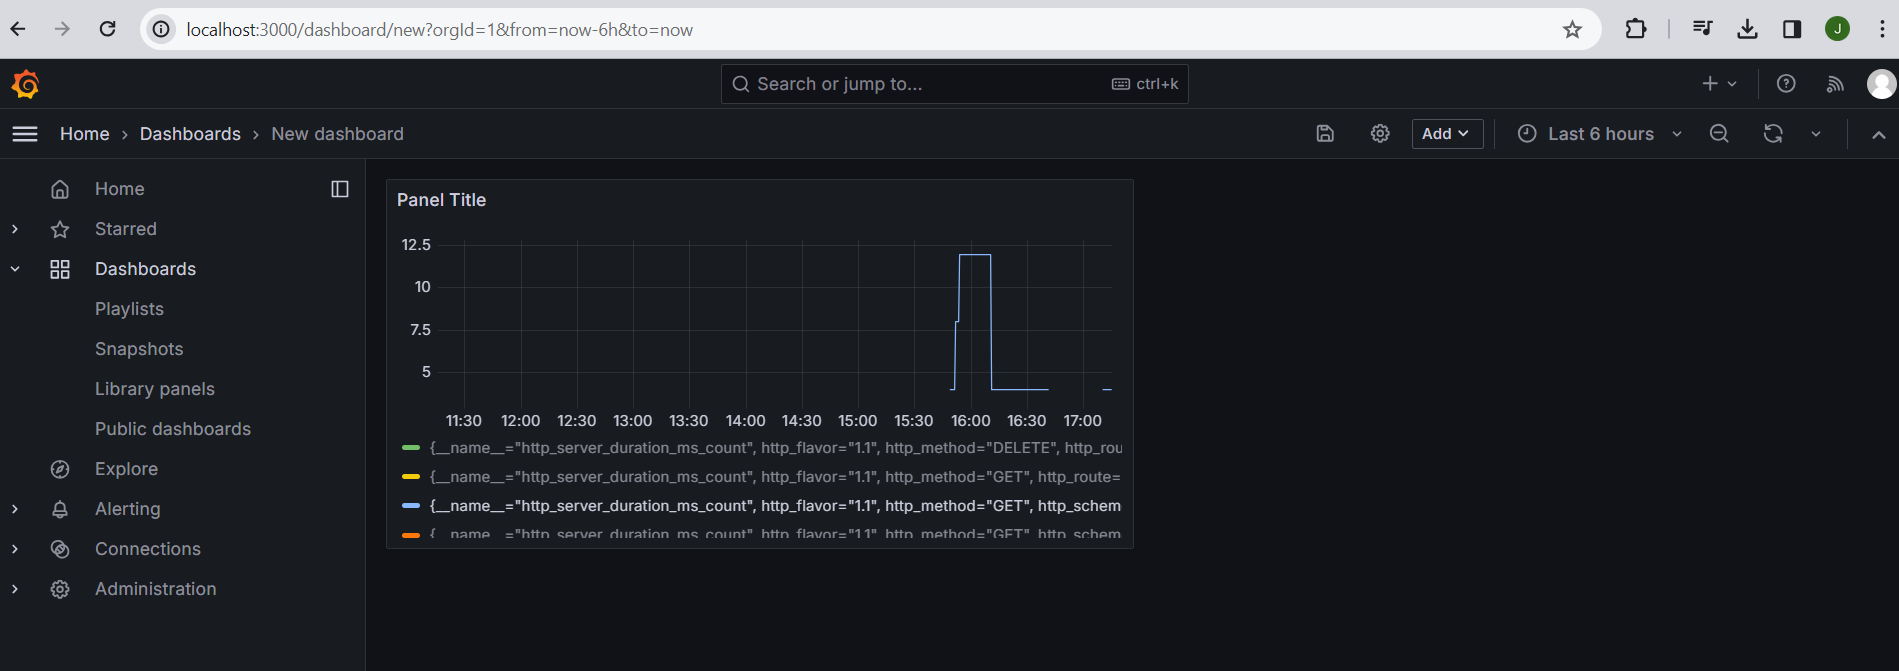 localhost:3000/dashboard/new?orgId=1&from=now-6h&to=now
J
Search or jump to...
ctrl+k
Home › Dashboards › New dashboard
Add
Last 6 hours
Home
Starred
Dashboards
Playlists
Snapshots
Library panels
Public dashboards
Explore
Alerting
Connections
Administration
Panel Title
12.5
10
7.5
5
11:30 12:00 12:30 13:00 13:30 14:00 14:30 15:00 15:30 16:00 16:30 17:00
{__name__="http_server_duration_ms_count", http_flavor="1.1", http_method="DELETE", http_rou
{__name__="http_server_duration_ms_count", http_flavor="1.1", http_method="GET", http_route=
{__name__="http_server_duration_ms_count", http_flavor="1.1", http_method="GET", http_schem
{__name__="http_server_duration_ms_count", http_flavor="1.1", http_method="GET", http_schem